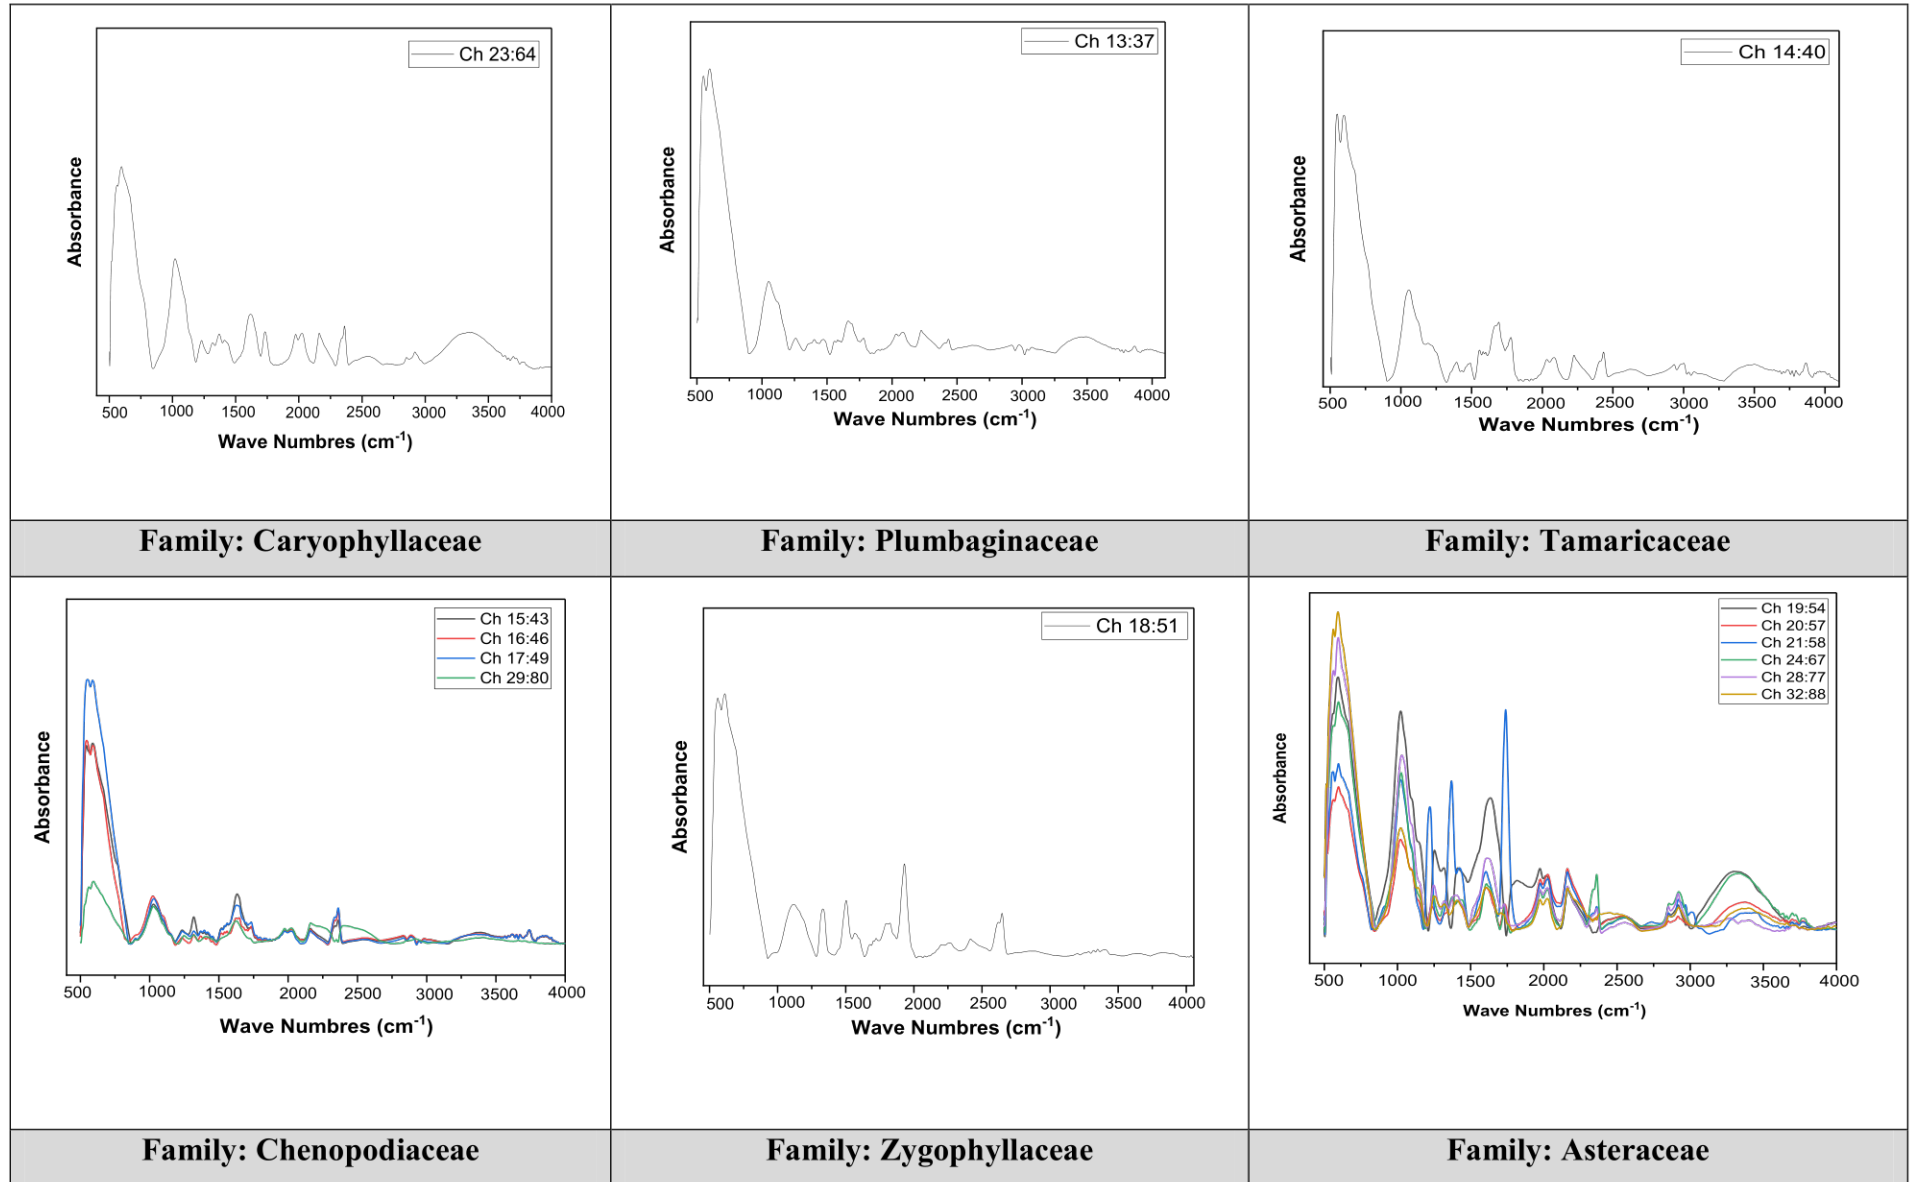 Ch 23:64
Absorbance
500 1000 1500 2000 2500 3000 3500 4000
Wave Numbres (cm⁻¹)
Ch 13:37
Absorbance
500 1000 1500 2000 2500 3000 3500 4000
Wave Numbres (cm⁻¹)
Ch 14:40
Absorbance
500 1000 1500 2000 2500 3000 3500 4000
Wave Numbres (cm⁻¹)
Family: Caryophyllaceae
Family: Plumbaginaceae
Family: Tamaricaceae
Ch 15:43
Ch 16:46
Ch 17:49
Ch 29:80
Absorbance
500 1000 1500 2000 2500 3000 3500 4000
Wave Numbres (cm⁻¹)
Ch 18:51
Absorbance
500 1000 1500 2000 2500 3000 3500 4000
Wave Numbres (cm⁻¹)
Ch 19:54
Ch 20:57
Ch 21:58
Ch 24:67
Ch 28:77
Ch 32:88
Absorbance
500 1000 1500 2000 2500 3000 3500 4000
Wave Numbres (cm⁻¹)
Family: Chenopodiaceae
Family: Zygophyllaceae
Family: Asteraceae